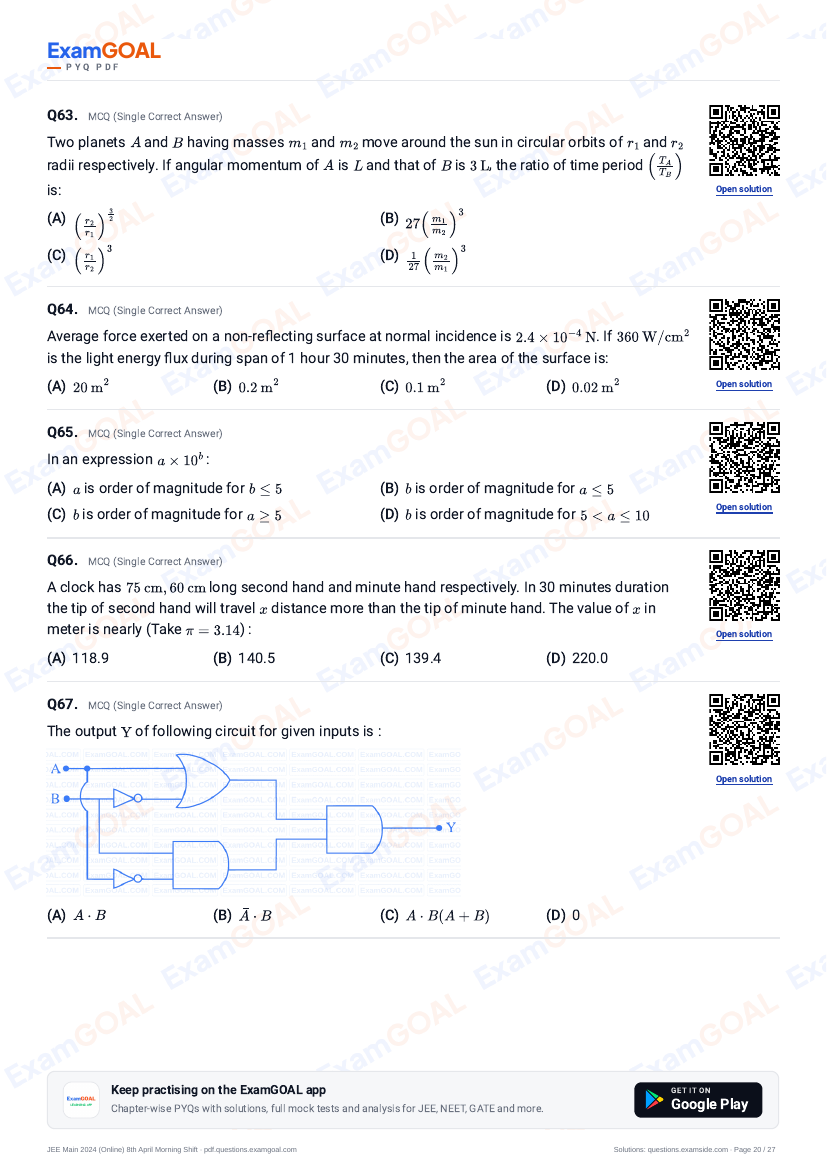 ExamGOAL
PYQ PDF
Q63. MCQ (Single Correct Answer)
Two planets A and B having masses m₁ and m₂ move around the sun in circular orbits of r₁ and r₂
radii respectively. If angular momentum of A is L and that of B is 3 L, the ratio of time period (T_A/T_B)
is:
Open solution
(A) (r₂/r₁)^(3/2) (B) 27(m₁/m₂)³
(C) (r₁/r₂)³ (D) 1/27 (m₂/m₁)³
Q64. MCQ (Single Correct Answer)
Average force exerted on a non-reflecting surface at normal incidence is 2.4 × 10⁻⁴ N. If 360 W/cm²
is the light energy flux during span of 1 hour 30 minutes, then the area of the surface is:
(A) 20 m² (B) 0.2 m² (C) 0.1 m² (D) 0.02 m²
Open solution
Q65. MCQ (Single Correct Answer)
In an expression a × 10ᵇ :
(A) a is order of magnitude for b ≤ 5 (B) b is order of magnitude for a ≤ 5
(C) b is order of magnitude for a ≥ 5 (D) b is order of magnitude for 5 < a ≤ 10
Open solution
Q66. MCQ (Single Correct Answer)
A clock has 75 cm, 60 cm long second hand and minute hand respectively. In 30 minutes duration
the tip of second hand will travel x distance more than the tip of minute hand. The value of x in
meter is nearly (Take π = 3.14) :
Open solution
(A) 118.9 (B) 140.5 (C) 139.4 (D) 220.0
Q67. MCQ (Single Correct Answer)
The output Y of following circuit for given inputs is :
Open solution
A
B
Y
(A) A · B (B) Ā · B (C) A · B(A + B) (D) 0
Keep practising on the ExamGOAL app
Chapter-wise PYQs with solutions, full mock tests and analysis for JEE, NEET, GATE and more.
GET IT ON
Google Play
JEE Main 2024 (Online) 8th April Morning Shift · pdf.questions.examgoal.com
Solutions: questions.examside.com · Page 20 / 27